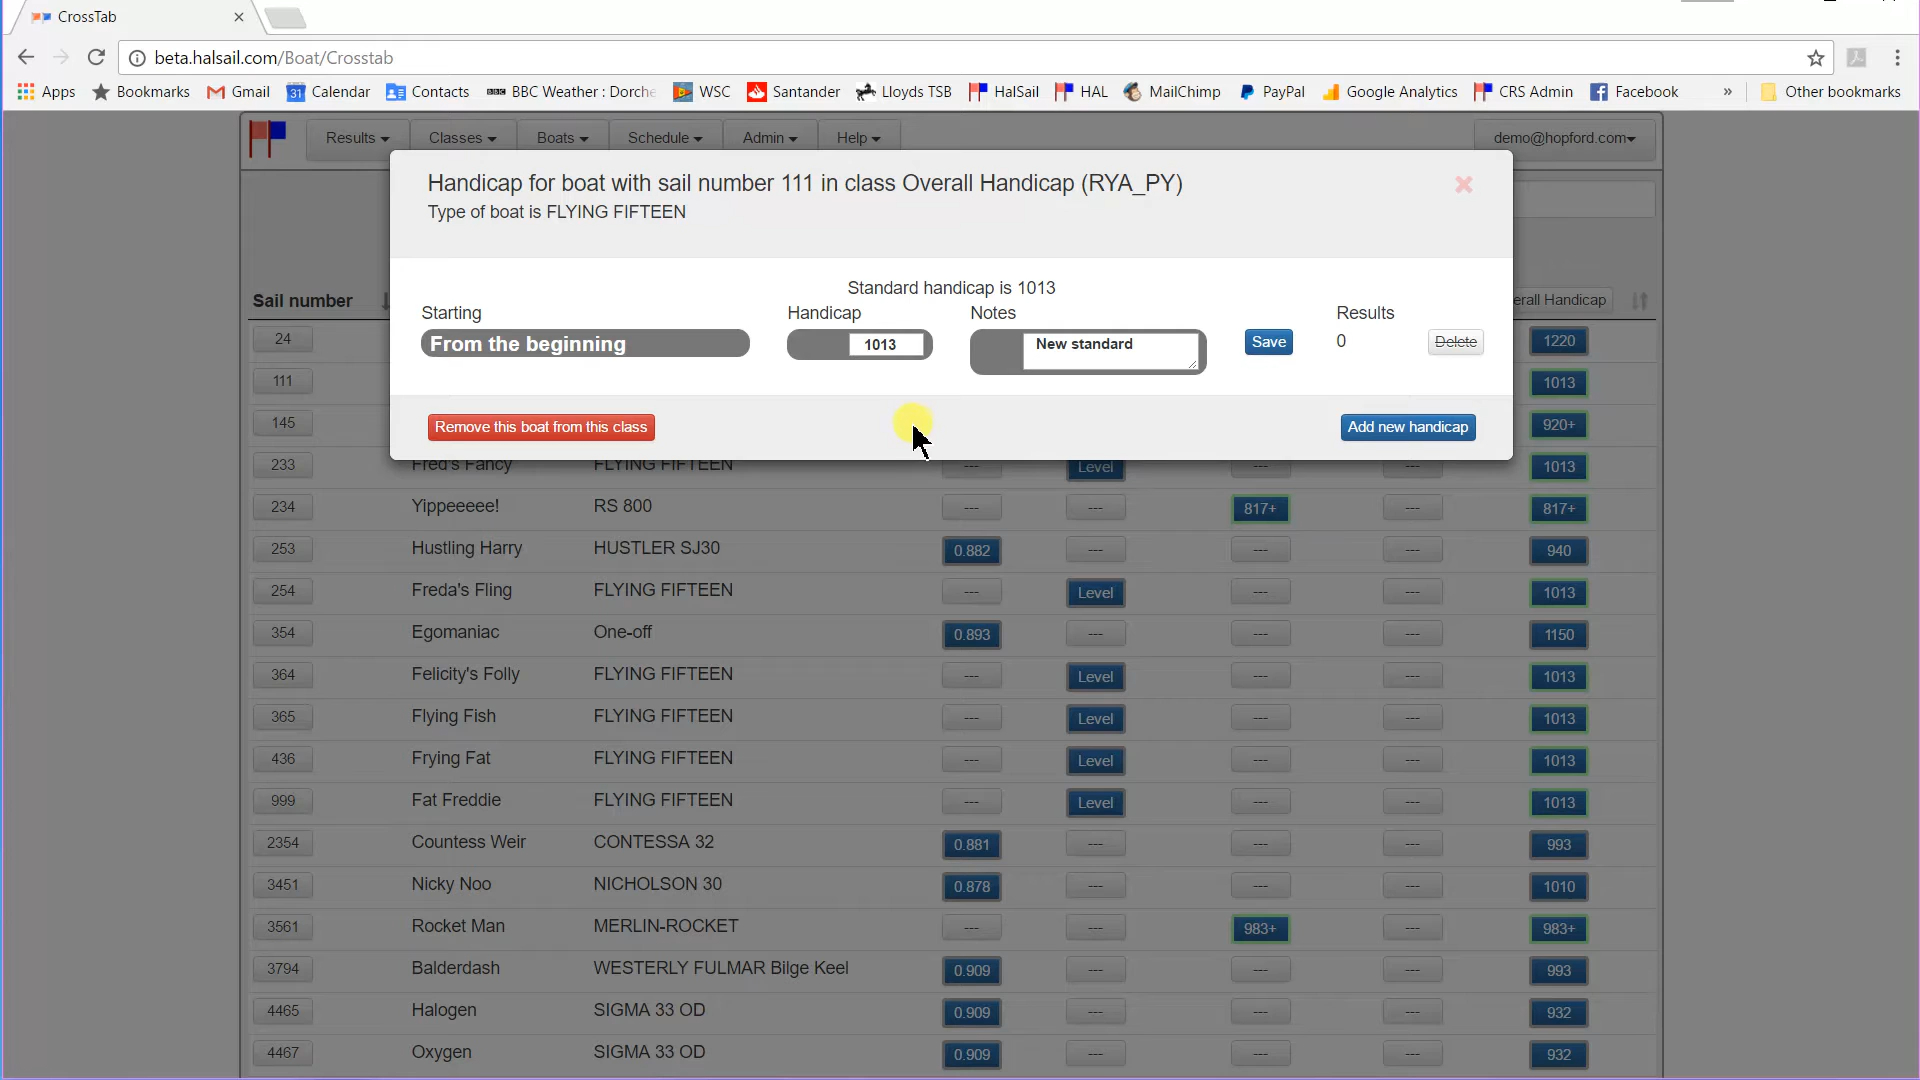 CrossTab
beta.halsail.com/Boat/Crosstab
Apps Bookmarks Gmail 31 Calendar Contacts BBC BBC Weather : Dorche WSC Santander Lloyds TSB HalSail HAL MailChimp PayPal Google Analytics CRS Admin Facebook » Other bookmarks
Results Classes Boats Schedule Admin Help demo@hopford.com
Handicap for boat with sail number 111 in class Overall Handicap (RYA_PY)
Type of boat is FLYING FIFTEEN
Standard handicap is 1013
Starting Handicap Notes Results
From the beginning 1013 New standard Save 0 Delete
Remove this boat from this class Add new handicap
Sail number erall Handicap
24 1220
111 1013
145 920+
233 Fred's Fancy FLYING FIFTEEN --- Level --- --- 1013
234 Yippeeeee! RS 800 --- --- 817+ --- 817+
253 Hustling Harry HUSTLER SJ30 0.882 --- --- --- 940
254 Freda's Fling FLYING FIFTEEN --- Level --- --- 1013
354 Egomaniac One-off 0.893 --- --- --- 1150
364 Felicity's Folly FLYING FIFTEEN --- Level --- --- 1013
365 Flying Fish FLYING FIFTEEN --- Level --- --- 1013
436 Frying Fat FLYING FIFTEEN --- Level --- --- 1013
999 Fat Freddie FLYING FIFTEEN --- Level --- --- 1013
2354 Countess Weir CONTESSA 32 0.881 --- --- --- 993
3451 Nicky Noo NICHOLSON 30 0.878 --- --- --- 1010
3561 Rocket Man MERLIN-ROCKET --- --- 983+ --- 983+
3794 Balderdash WESTERLY FULMAR Bilge Keel 0.909 --- --- --- 993
4465 Halogen SIGMA 33 OD 0.909 --- --- --- 932
4467 Oxygen SIGMA 33 OD 0.909 --- --- --- 932